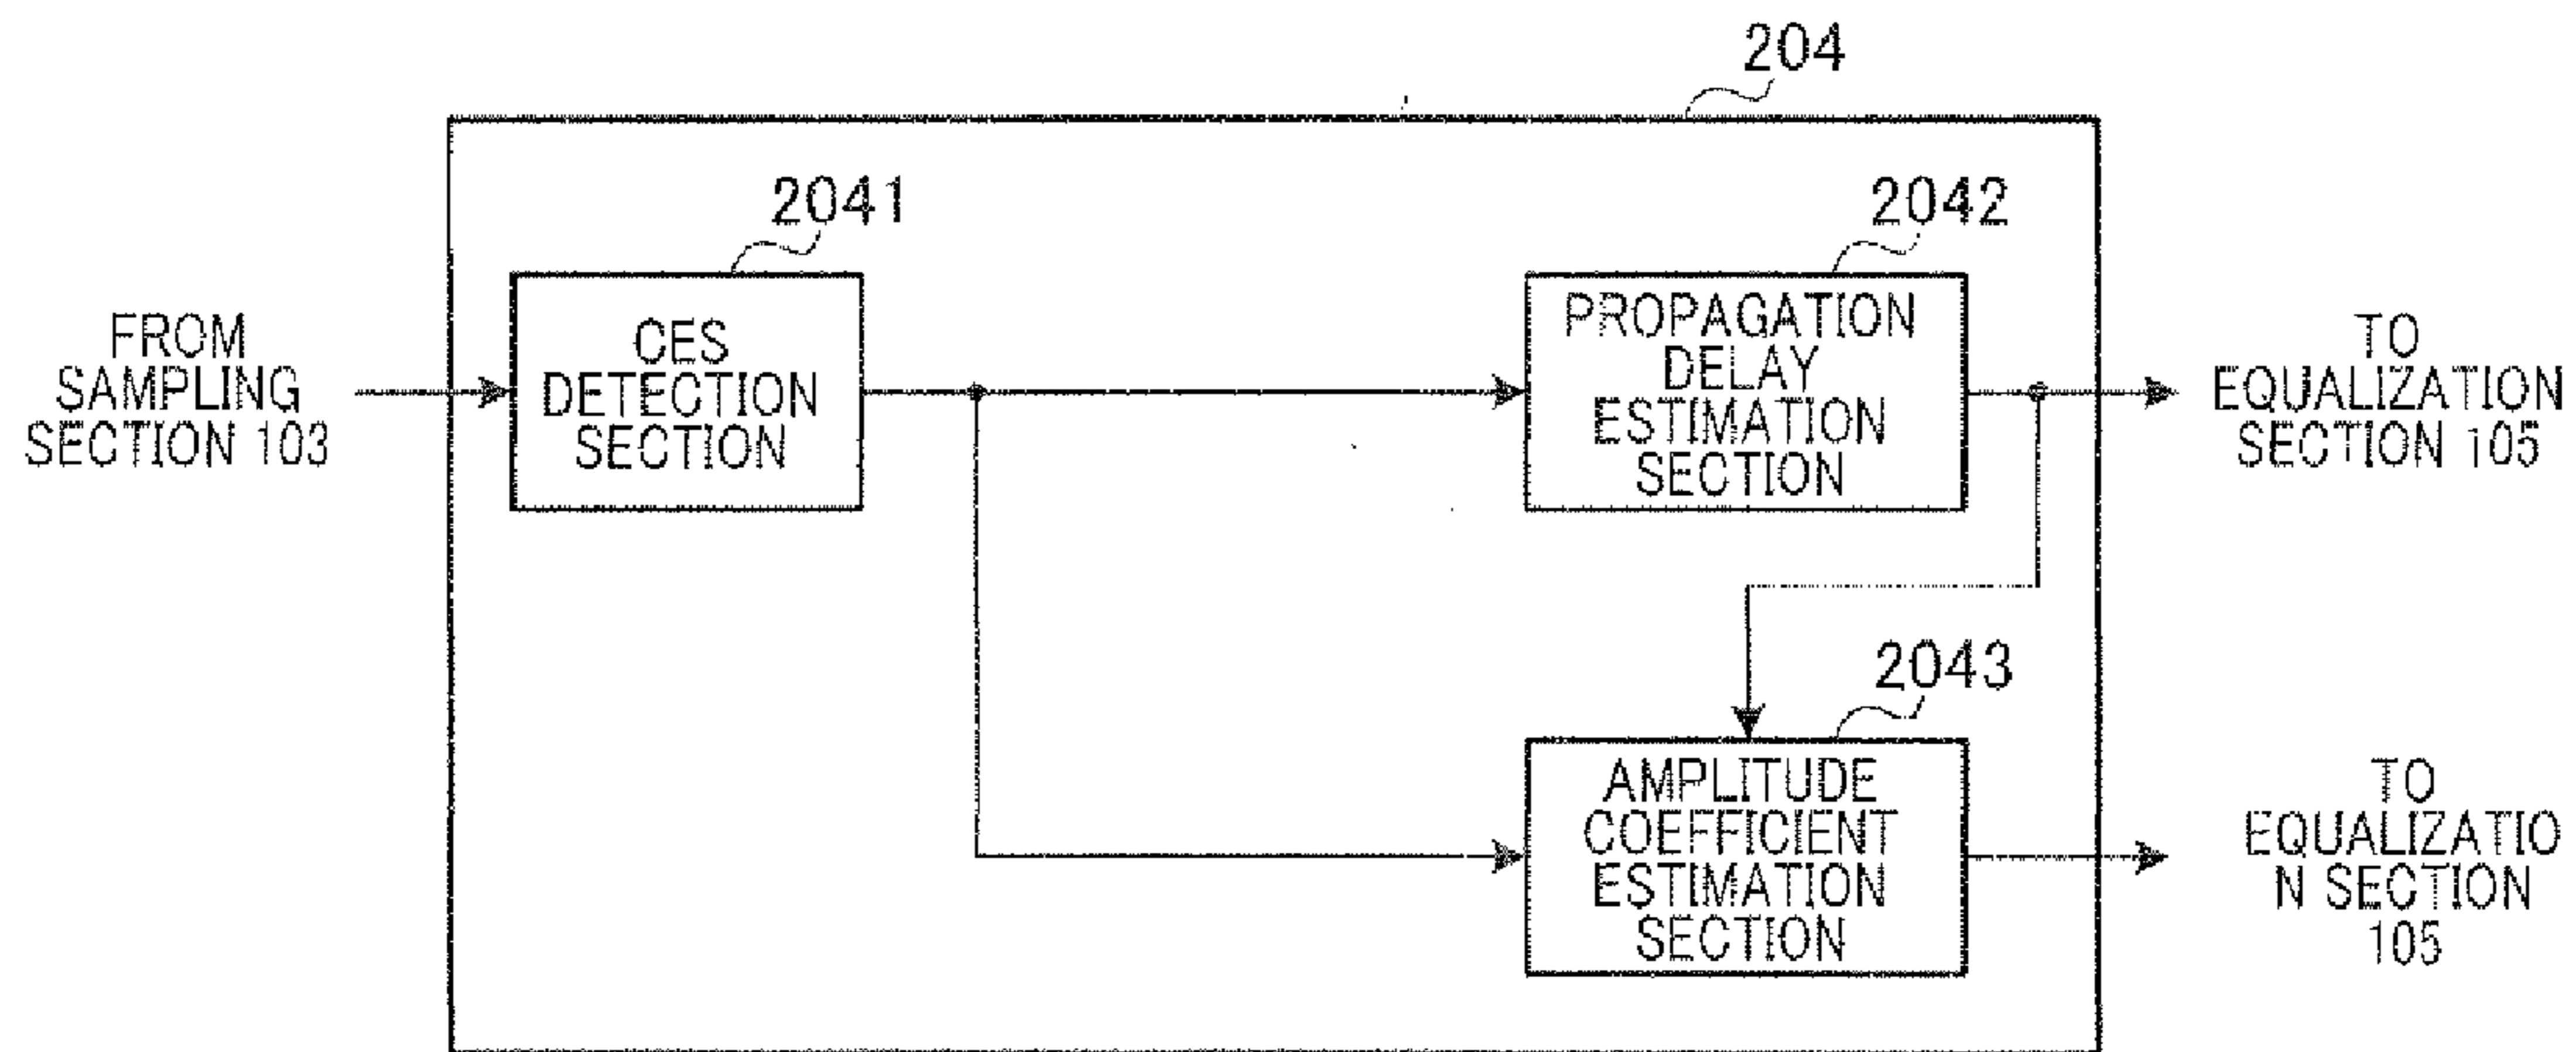 204
2041
2042
FROM
SAMPLING
SECTION 103
CES
DETECTION
SECTION
PROPAGATION
DELAY
ESTIMATION
SECTION
TO
EQUALIZATION
SECTION 105
2043
AMPLITUDE
COEFFICIENT
ESTIMATION
SECTION
TO
EQUALIZATIO
N SECTION
105